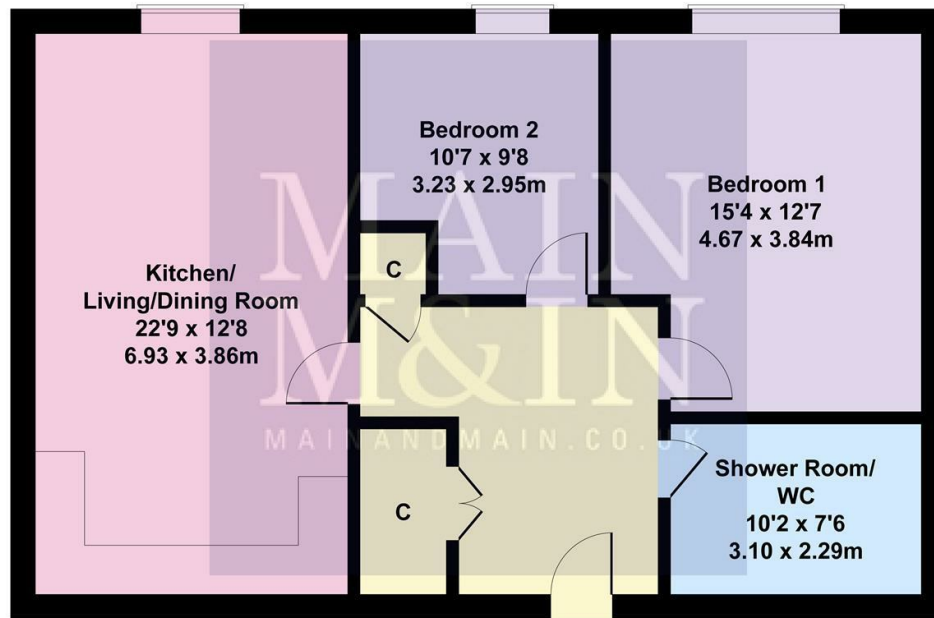 Bedroom 2
10'7 x 9'8
3.23 x 2.95m
Bedroom 1
15'4 x 12'7
4.67 x 3.84m
C
Kitchen/
Living/Dining Room
22'9 x 12'8
6.93 x 3.86m
MAIN
M&IN
MAINANDMAIN.CO.UK
C
Shower Room/
WC
10'2 x 7'6
3.10 x 2.29m